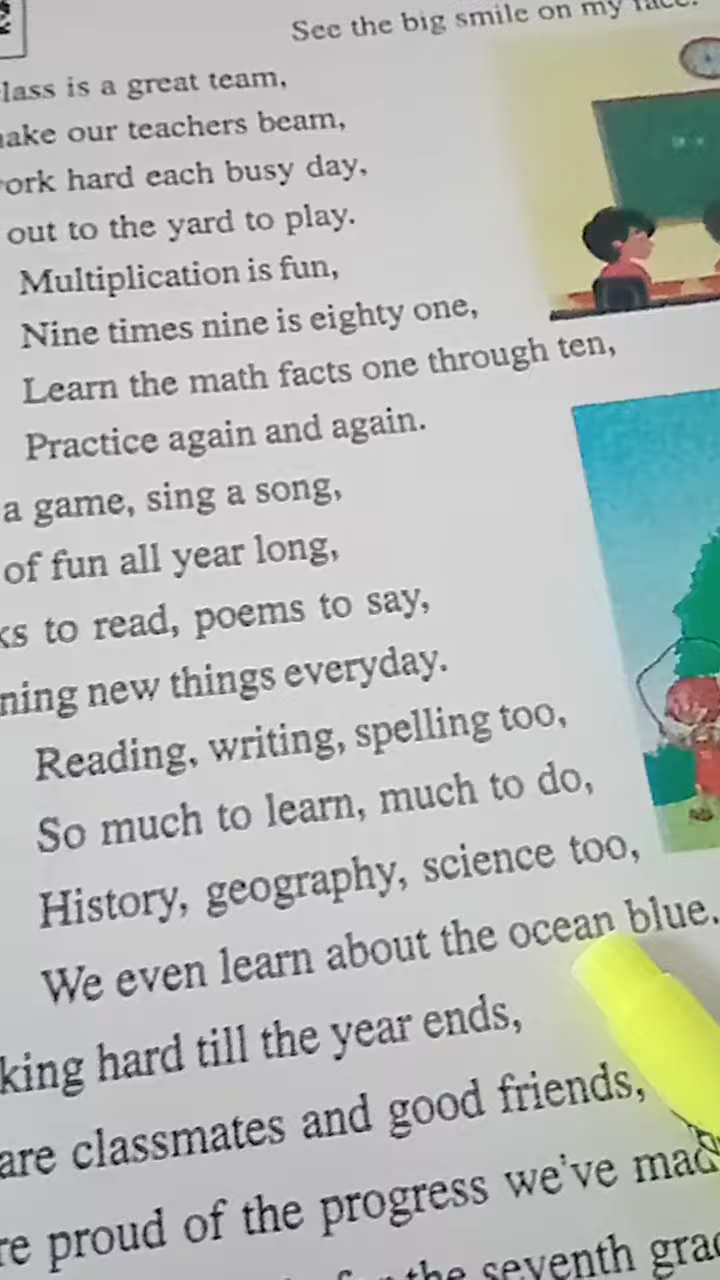 See the big smile on my face.
lass is a great team,
ake our teachers beam,
ork hard each busy day,
out to the yard to play.
Multiplication is fun,
Nine times nine is eighty one,
Learn the math facts one through ten,
Practice again and again.
a game, sing a song,
of fun all year long,
ks to read, poems to say,
ning new things everyday.
Reading, writing, spelling too,
So much to learn, much to do,
History, geography, science too,
We even learn about the ocean blue.
king hard till the year ends,
are classmates and good friends,
re proud of the progress we've mad
the seventh grad